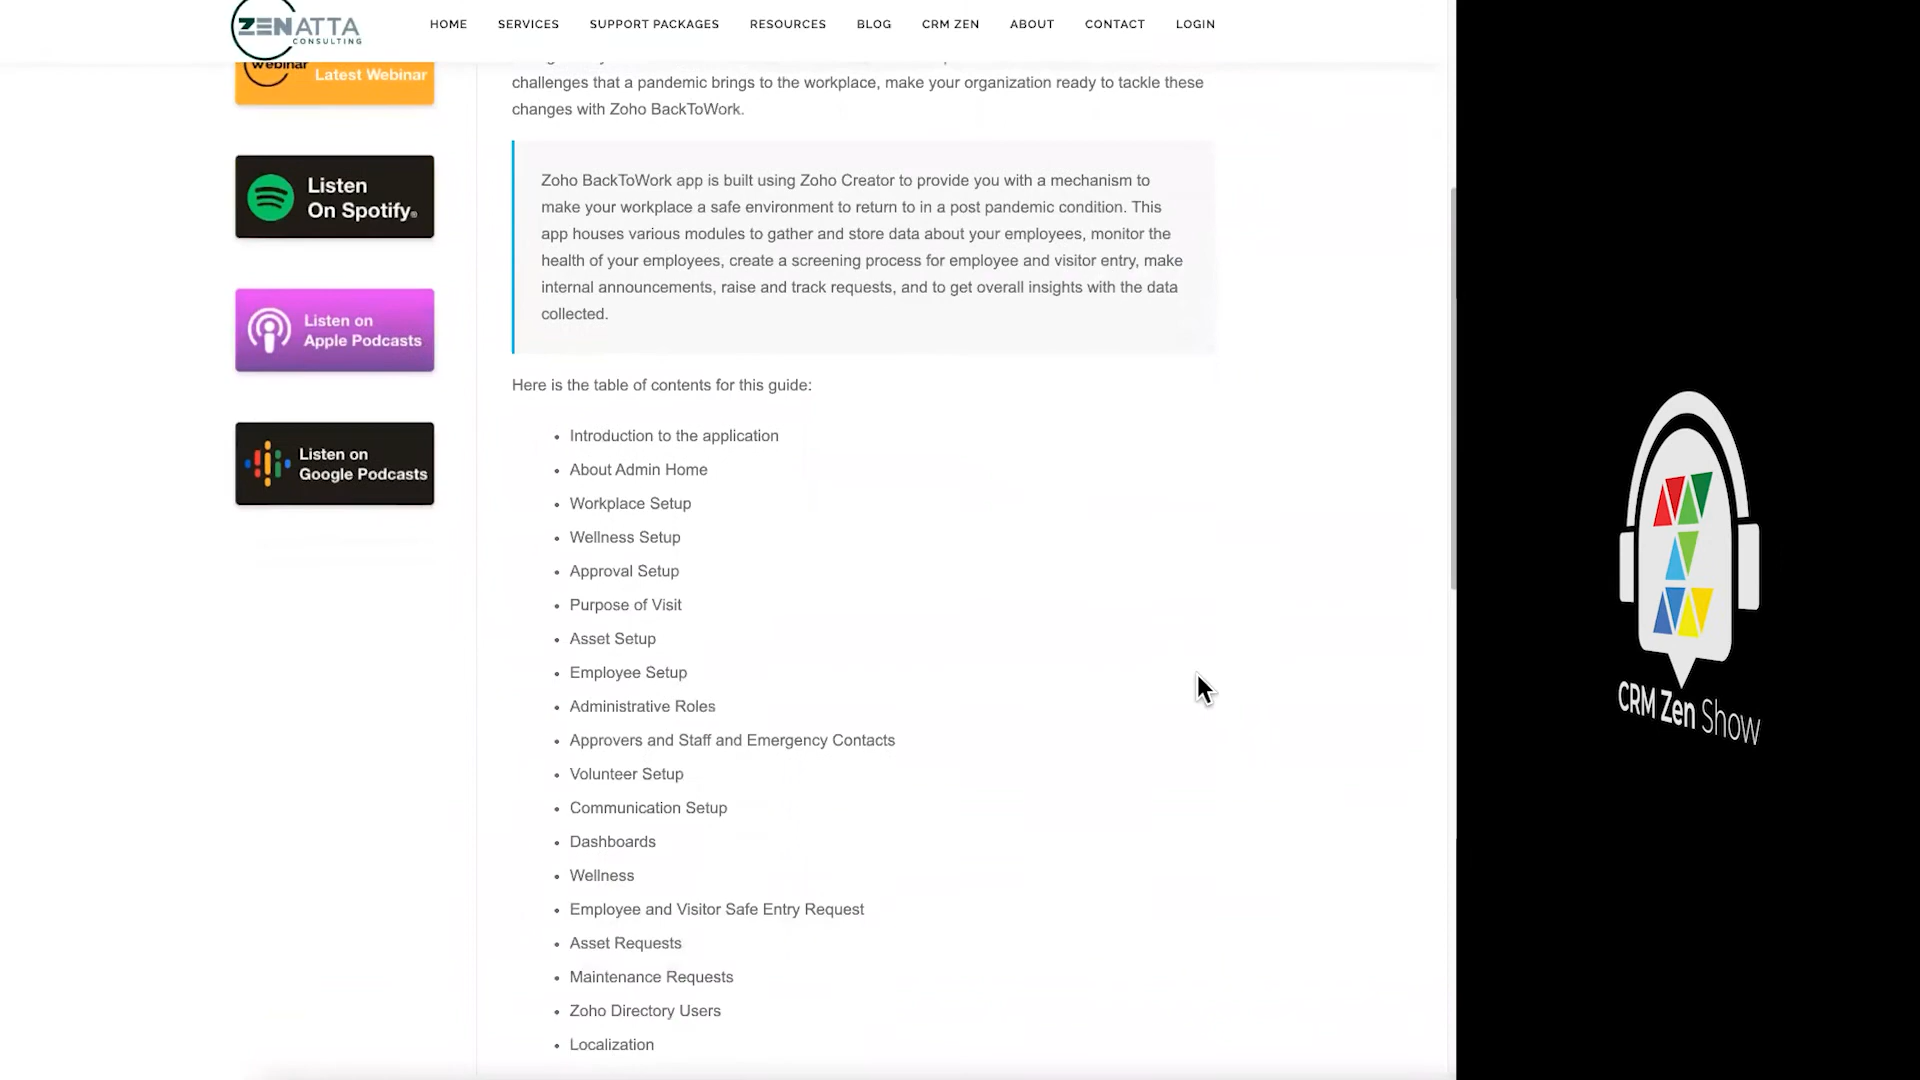 ZENATTA
CONSULTING
HOME
SERVICES
SUPPORT PACKAGES
RESOURCES
BLOG
CRM ZEN
ABOUT
CONTACT
LOGIN
Webinar
Latest Webinar
Listen
On Spotify®
Listen on
Apple Podcasts
Listen on
Google Podcasts
challenges that a pandemic brings to the workplace, make your organization ready to tackle these
changes with Zoho BackToWork.
Zoho BackToWork app is built using Zoho Creator to provide you with a mechanism to
make your workplace a safe environment to return to in a post pandemic condition. This
app houses various modules to gather and store data about your employees, monitor the
health of your employees, create a screening process for employee and visitor entry, make
internal announcements, raise and track requests, and to get overall insights with the data
collected.
Here is the table of contents for this guide:
• Introduction to the application
• About Admin Home
• Workplace Setup
• Wellness Setup
• Approval Setup
• Purpose of Visit
• Asset Setup
• Employee Setup
• Administrative Roles
• Approvers and Staff and Emergency Contacts
• Volunteer Setup
• Communication Setup
• Dashboards
• Wellness
• Employee and Visitor Safe Entry Request
• Asset Requests
• Maintenance Requests
• Zoho Directory Users
• Localization
CRM Zen Show